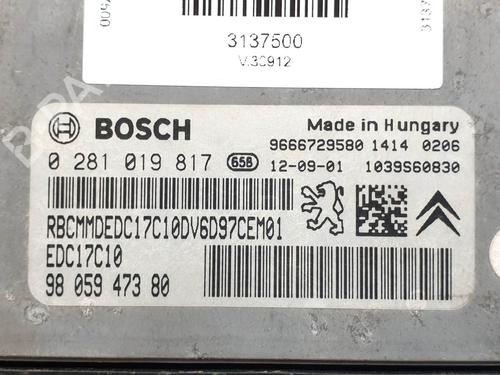 3137500
V.30912
BOSCH
Made in Hungary
9666729580 1414 0206
0 281 019 817 65B 12-09-01 1039S60830
RBCMMDEDC17C10DV6D97CEM01
EDC17C10
98 059 473 80